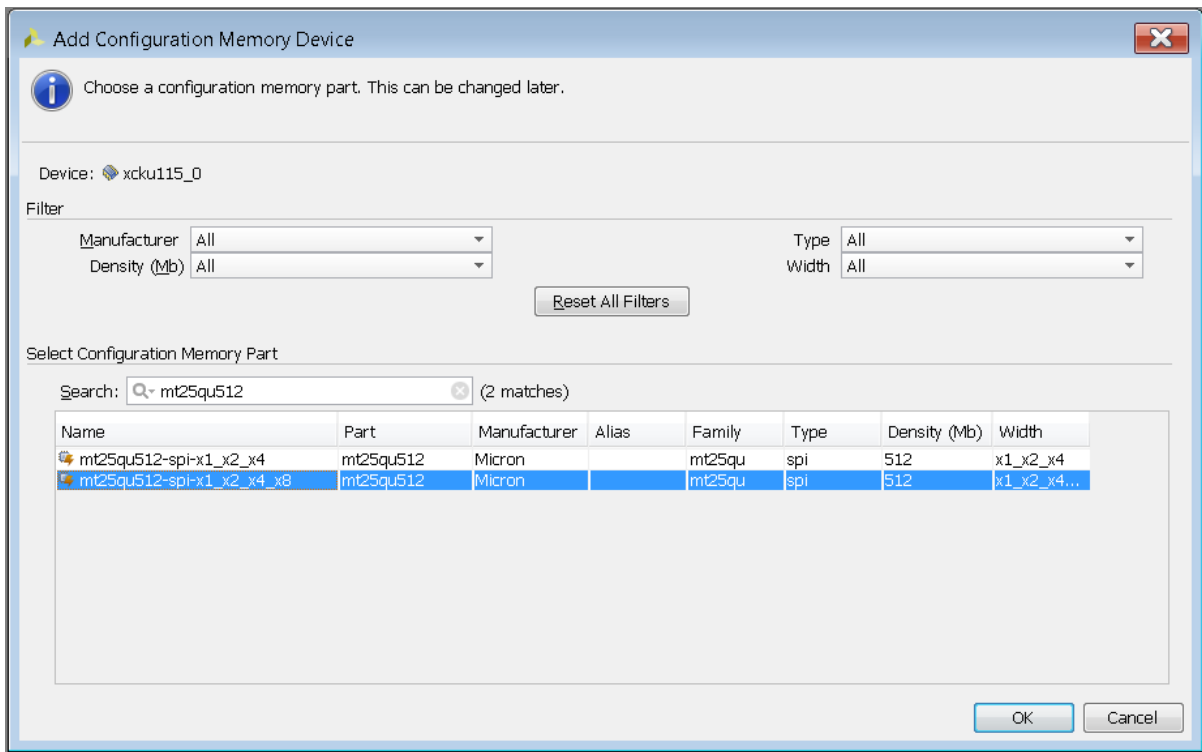 Add Configuration Memory Device
Choose a configuration memory part. This can be changed later.
Device: xcku115_0
Filter
Manufacturer All Type All
Density (Mb) All Width All
Reset All Filters
Select Configuration Memory Part
Search: mt25qu512 (2 matches)
Name Part Manufacturer Alias Family Type Density (Mb) Width
mt25qu512-spi-x1_x2_x4 mt25qu512 Micron mt25qu spi 512 x1_x2_x4
mt25qu512-spi-x1_x2_x4_x8 mt25qu512 Micron mt25qu spi 512 x1_x2_x4...
OK Cancel